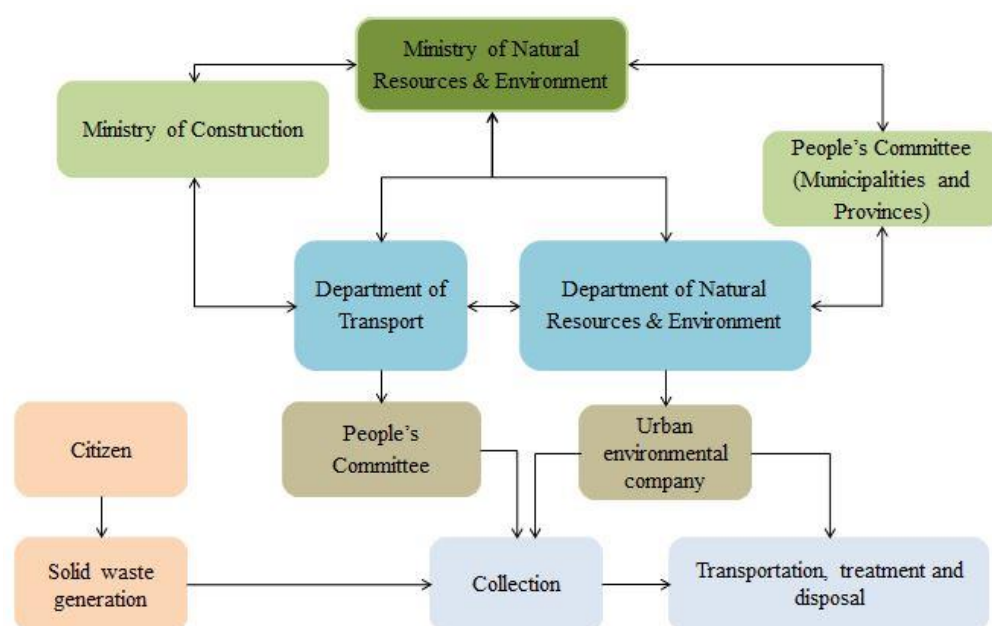 Ministry of Natural
Resources & Environment
Ministry of Construction
People’s Committee
(Municipalities and
Provinces)
Department of
Transport
Department of Natural
Resources & Environment
Citizen
People’s
Committee
Urban
environmental
company
Solid waste
generation
Collection
Transportation, treatment and
disposal